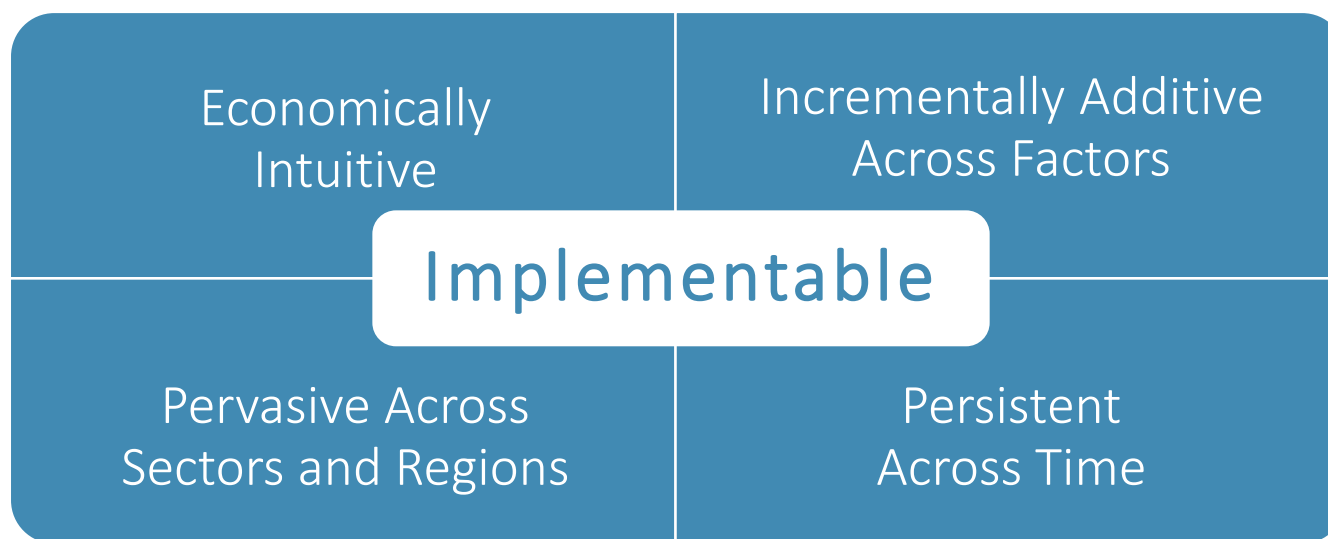 Economically
Intuitive
Incrementally Additive
Across Factors
Implementable
Pervasive Across
Sectors and Regions
Persistent
Across Time